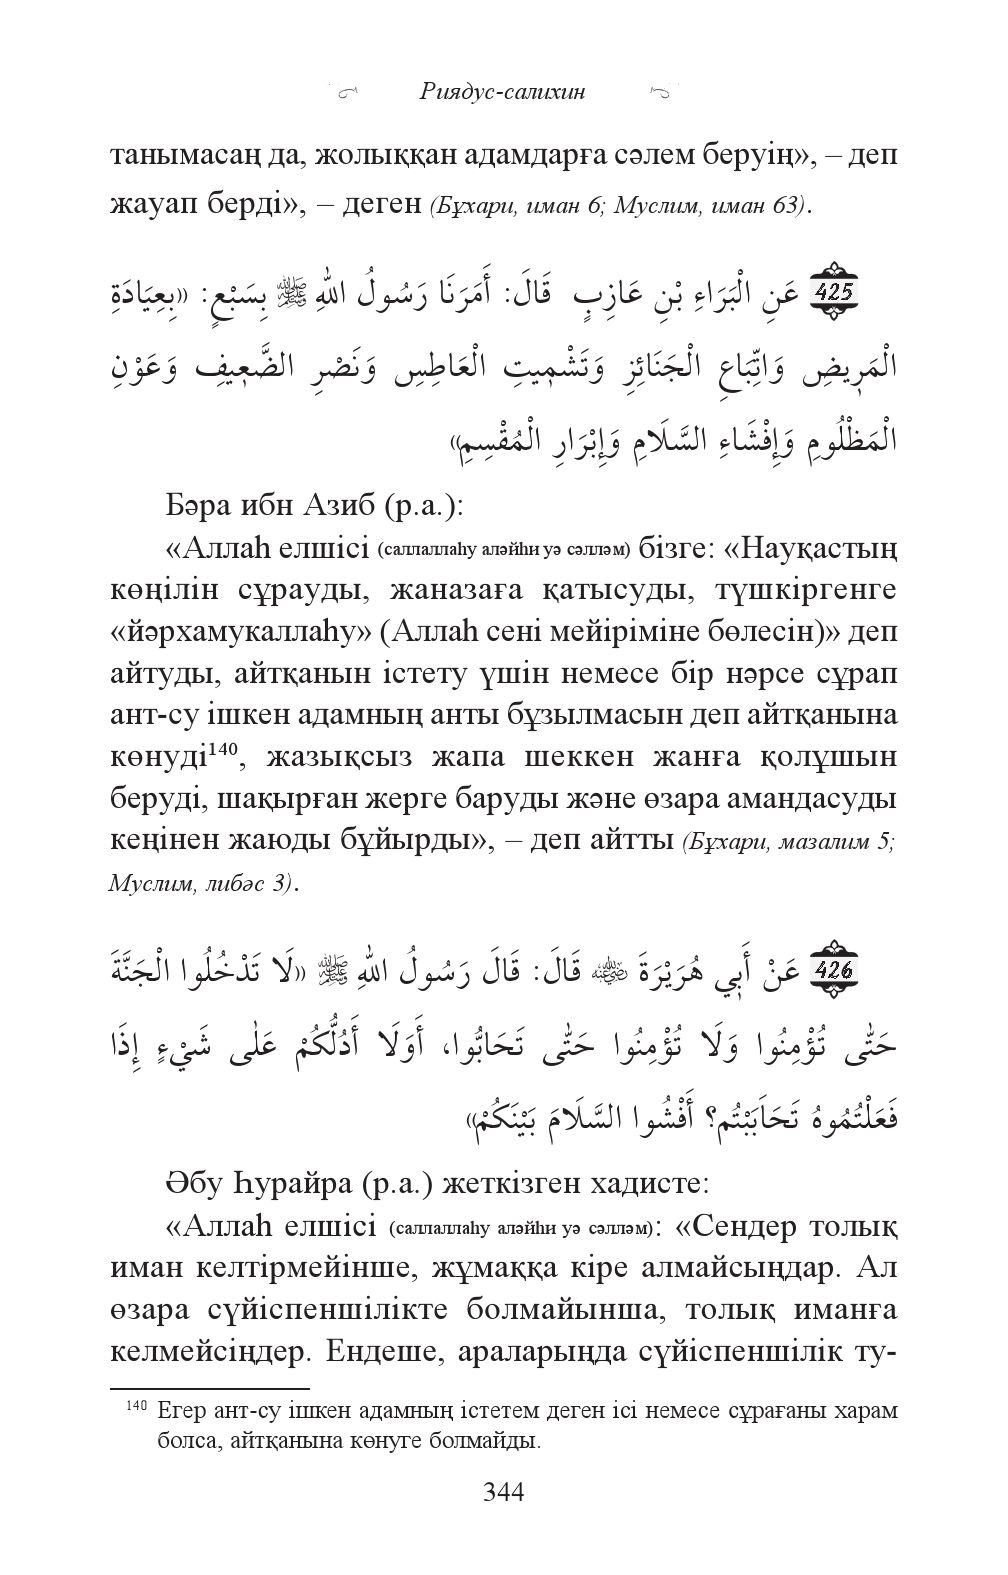 Риядус-салихин
танымасаң да, жолыққан адамдарға сәлем беруің», – деп
жауап берді», – деген (Бұхари, иман 6; Муслим, иман 63).
425 عَنِ الْبَرَاءِ بْنِ عَازِبٍ قَالَ: أَمَرَنَا رَسُولُ اللهِ ﷺ بِسَبْعٍ: «بِعِيَادَةِ
الْمَرِيضِ وَاتِّبَاعِ الْجَنَائِزِ وَتَشْمِيتِ الْعَاطِسِ وَنَصْرِ الضَّعِيفِ وَعَوْنِ
الْمَظْلُومِ وَإِفْشَاءِ السَّلَامِ وَإِبْرَارِ الْمُقْسِمِ»
Бәра ибн Азиб (р.а.):
«Аллаһ елшісі (саллаллаһу аләйһи уә сәлләм) бізге: «Науқастың
көңілін сұрауды, жаназаға қатысуды, түшкіргенге
«йәрхамукаллаһу» (Аллаһ сені мейіріміне бөлесін)» деп
айтуды, айтқанын істету үшін немесе бір нәрсе сұрап
ант-су ішкен адамның анты бұзылмасын деп айтқанына
көнуді¹⁴⁰, жазықсыз жапа шеккен жанға қолұшын
беруді, шақырған жерге баруды және өзара амандасуды
кеңінен жаюды бұйырды», – деп айтты (Бұхари, мазалим 5;
Муслим, либәс 3).
426 عَنْ أَبِي هُرَيْرَةَ ﵁ قَالَ: قَالَ رَسُولُ اللهِ ﷺ «لَا تَدْخُلُوا الْجَنَّةَ
حَتَّى تُؤْمِنُوا وَلَا تُؤْمِنُوا حَتَّى تَحَابُّوا، أَوَلَا أَدُلُّكُمْ عَلٰى شَيْءٍ إِذَا
فَعَلْتُمُوهُ تَحَاَبَبْتُم؟ أَفْشُوا السَّلَامَ بَيْنَكُمْ»
Әбу Һурайра (р.а.) жеткізген хадисте:
«Аллаһ елшісі (саллаллаһу аләйһи уә сәлләм): «Сендер толық
иман келтірмейінше, жұмаққа кіре алмайсыңдар. Ал
өзара сүйіспеншілікте болмайынша, толық иманға
келмейсіңдер. Ендеше, араларыңда сүйіспеншілік ту-
¹⁴⁰ Егер ант-су ішкен адамның істетем деген ісі немесе сұрағаны харам
болса, айтқанына көнуге болмайды.
344